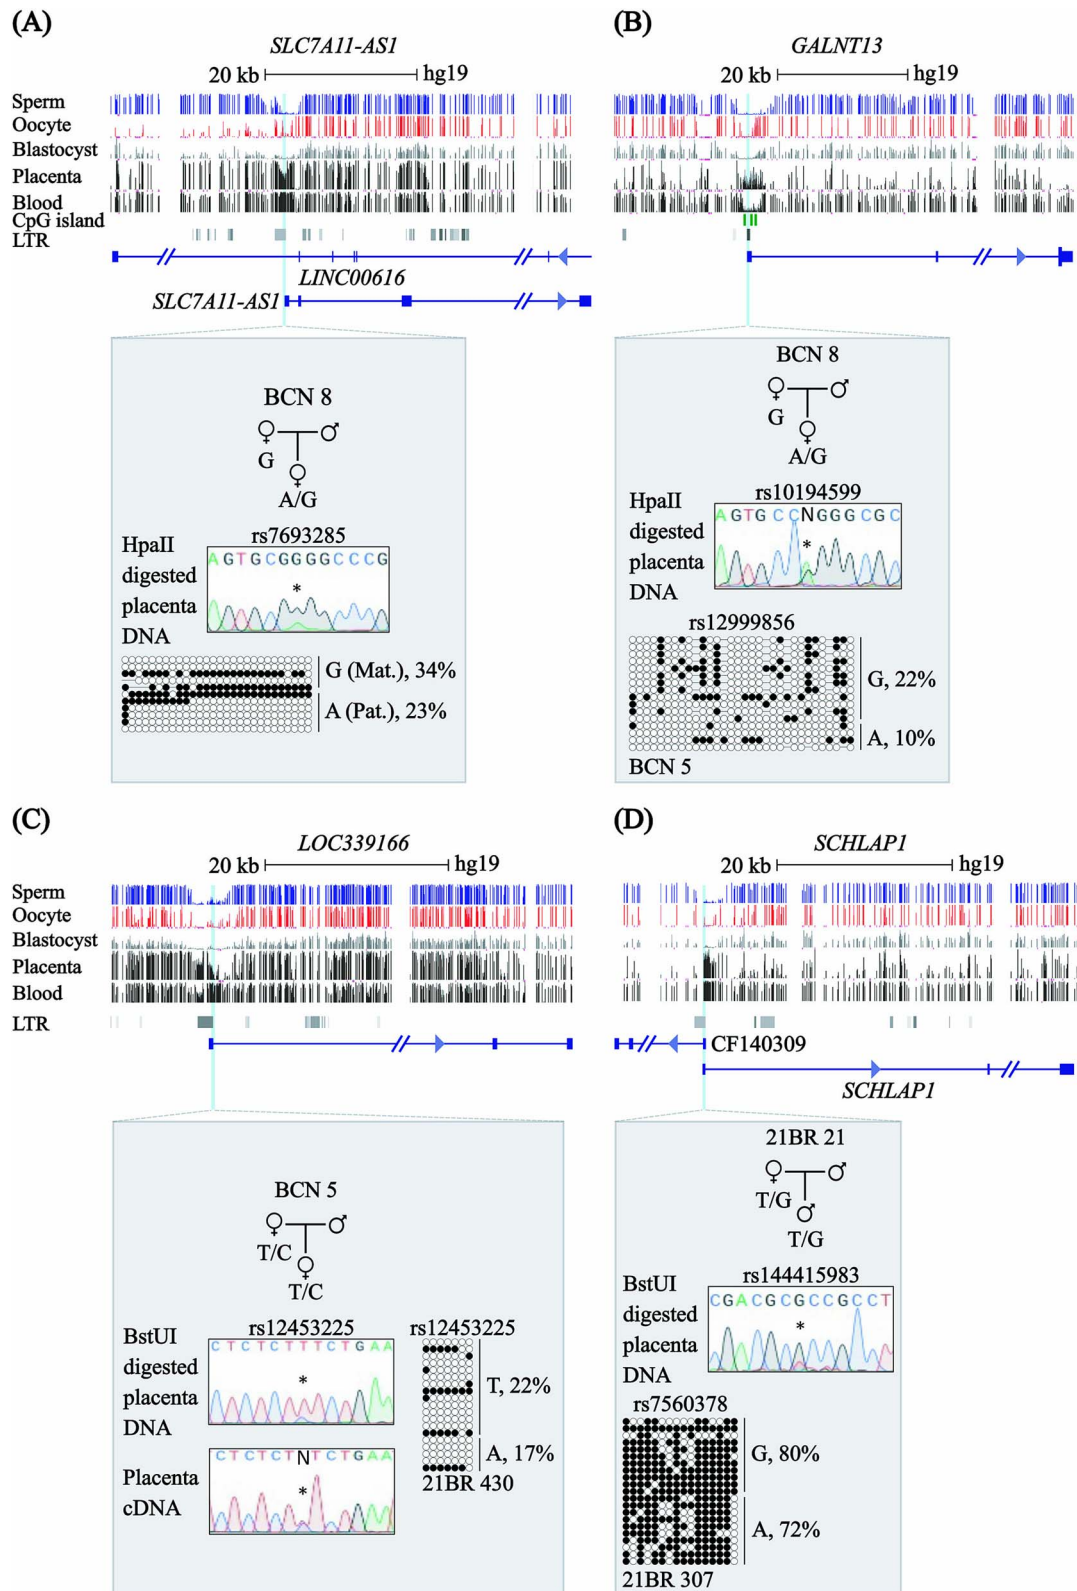 (A)
SLC7A11-AS1
20 kb hg19
Sperm
Oocyte
Blastocyst
Placenta
Blood
CpG island
LTR
LINC00616
SLC7A11-AS1
BCN 8
♀ ♂
G ♀
A/G
rs7693285
HpaII
digested
placenta
DNA
AGTGCGGGGCCCG
*
G (Mat.), 34%
A (Pat.), 23%
(B)
GALNT13
20 kb hg19
BCN 8
♀ ♂
G ♀
A/G
rs10194599
HpaII
digested
placenta
DNA
AGTGCCNGGGCGC
*
rs12999856
G, 22%
A, 10%
BCN 5
(C)
LOC339166
20 kb hg19
Sperm
Oocyte
Blastocyst
Placenta
Blood
LTR
BCN 5
♀ ♂
T/C ♀
T/C
rs12453225
BstUI
digested
placenta
DNA
CTCTCTTTCTGAA
*
Placenta
cDNA
CTCTCTNTCTGAA
*
rs12453225
T, 22%
A, 17%
21BR 430
(D)
SCHLAP1
20 kb hg19
CF140309
SCHLAP1
21BR 21
♀ ♂
T/G ♂
T/G
rs144415983
BstUI
digested
placenta
DNA
CGACGCGCCGCCT
*
rs7560378
G, 80%
A, 72%
21BR 307